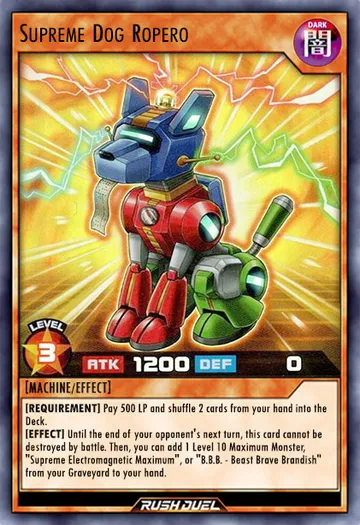 Supreme Dog Ropero
DARK
闇
LEVEL
3
ATK 1200 DEF 0
[MACHINE/EFFECT]
[REQUIREMENT] Pay 500 LP and shuffle 2 cards from your hand into the
Deck.
[EFFECT] Until the end of your opponent's next turn, this card cannot be
destroyed by battle. Then, you can add 1 Level 10 Maximum Monster,
"Supreme Electromagnetic Maximum", or "B.B.B. - Beast Brave Brandish"
from your Graveyard to your hand.
RUSH DUEL